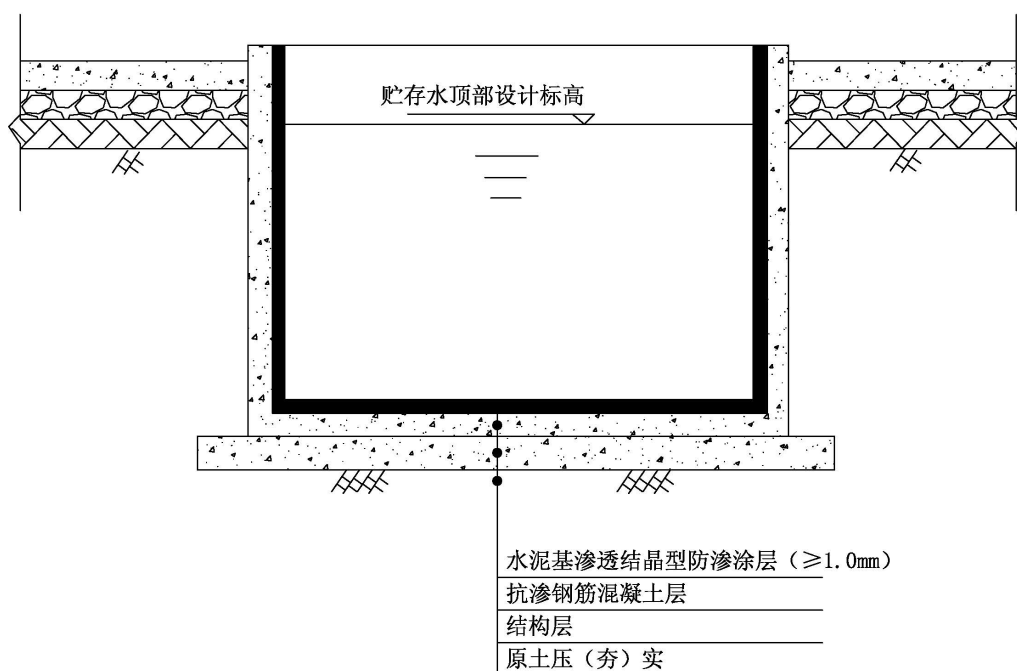 贮存水顶部设计标高
水泥基渗透结晶型防渗涂层（≥1.0mm）
抗渗钢筋混凝土层
结构层
原土压（夯）实